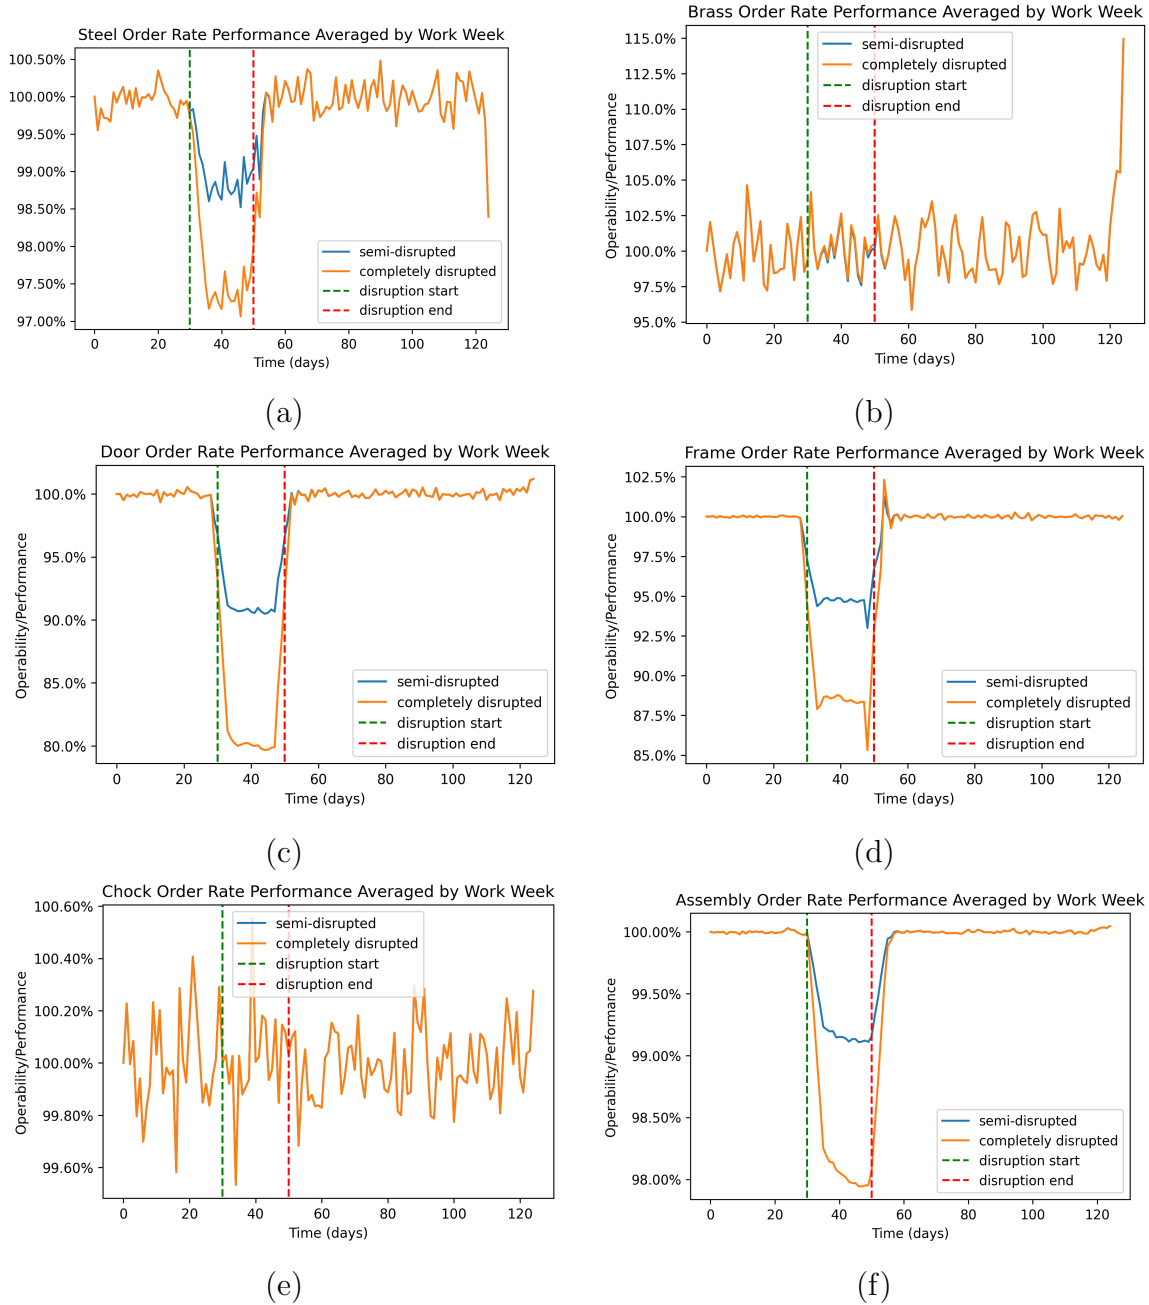 Steel Order Rate Performance Averaged by Work Week
100.50%
100.00%
99.50%
99.00%
98.50%
98.00%
97.50%
97.00%
semi-disrupted
completely disrupted
disruption start
disruption end
0 20 40 60 80 100 120
Time (days)
(a)
Brass Order Rate Performance Averaged by Work Week
Operability/Performance
115.0%
112.5%
110.0%
107.5%
105.0%
102.5%
100.0%
97.5%
95.0%
semi-disrupted
completely disrupted
disruption start
disruption end
0 20 40 60 80 100 120
Time (days)
(b)
Door Order Rate Performance Averaged by Work Week
Operability/Performance
100.0%
95.0%
90.0%
85.0%
80.0%
semi-disrupted
completely disrupted
disruption start
disruption end
0 20 40 60 80 100 120
Time (days)
(c)
Frame Order Rate Performance Averaged by Work Week
Operability/Performance
102.5%
100.0%
97.5%
95.0%
92.5%
90.0%
87.5%
85.0%
semi-disrupted
completely disrupted
disruption start
disruption end
0 20 40 60 80 100 120
Time (days)
(d)
Chock Order Rate Performance Averaged by Work Week
Operability/Performance
100.60%
100.40%
100.20%
100.00%
99.80%
99.60%
semi-disrupted
completely disrupted
disruption start
disruption end
0 20 40 60 80 100 120
Time (days)
(e)
Assembly Order Rate Performance Averaged by Work Week
Operability/Performance
100.00%
99.50%
99.00%
98.50%
98.00%
semi-disrupted
completely disrupted
disruption start
disruption end
0 20 40 60 80 100 120
Time (days)
(f)